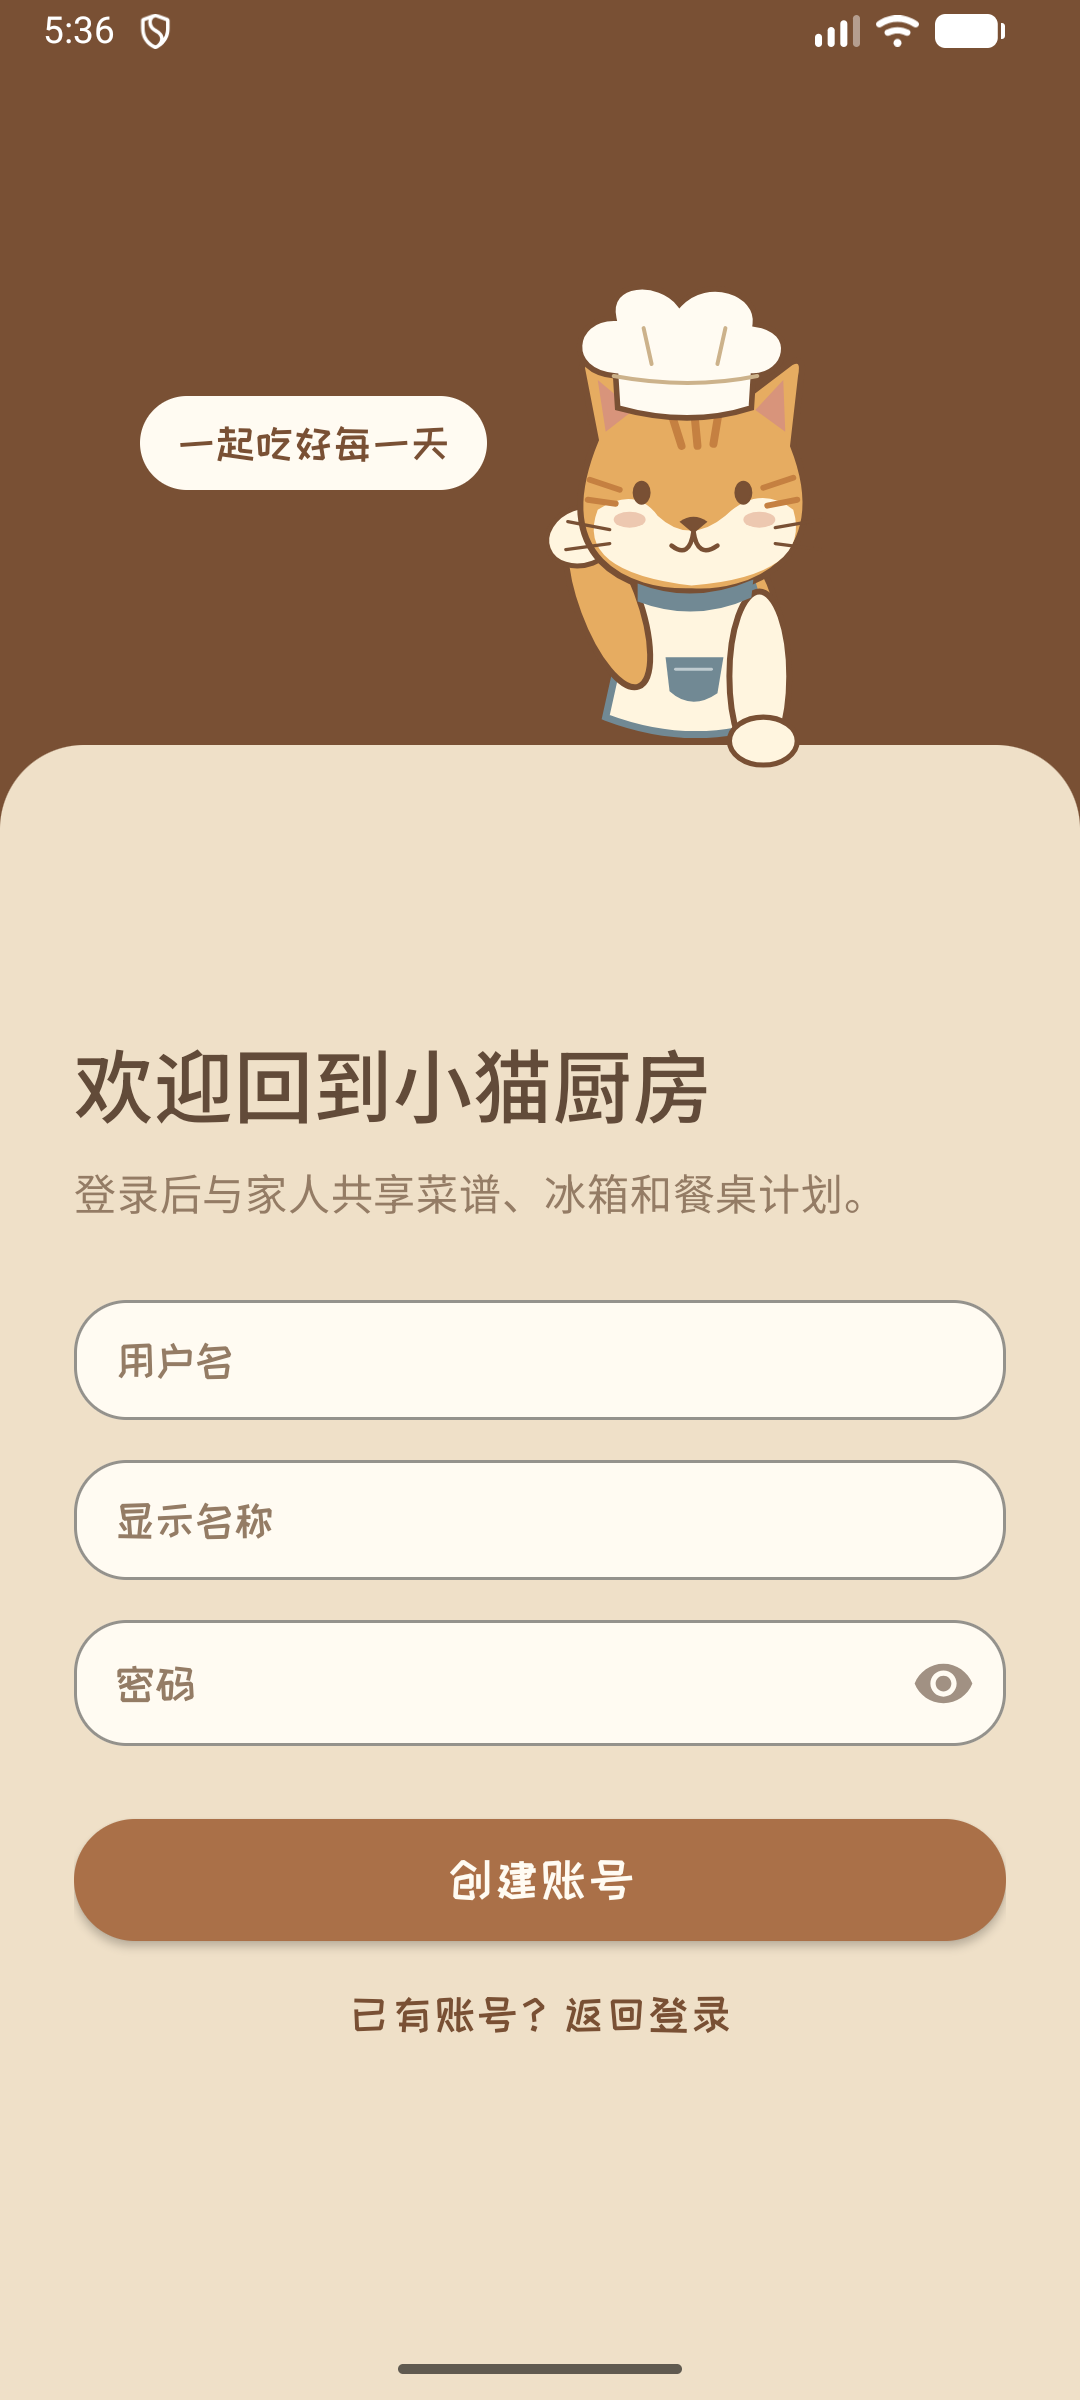 5:36
一起吃好每一天
欢迎回到小猫厨房
登录后与家人共享菜谱、冰箱和餐桌计划。
用户名
显示名称
密码
创建账号
已有账号？返回登录